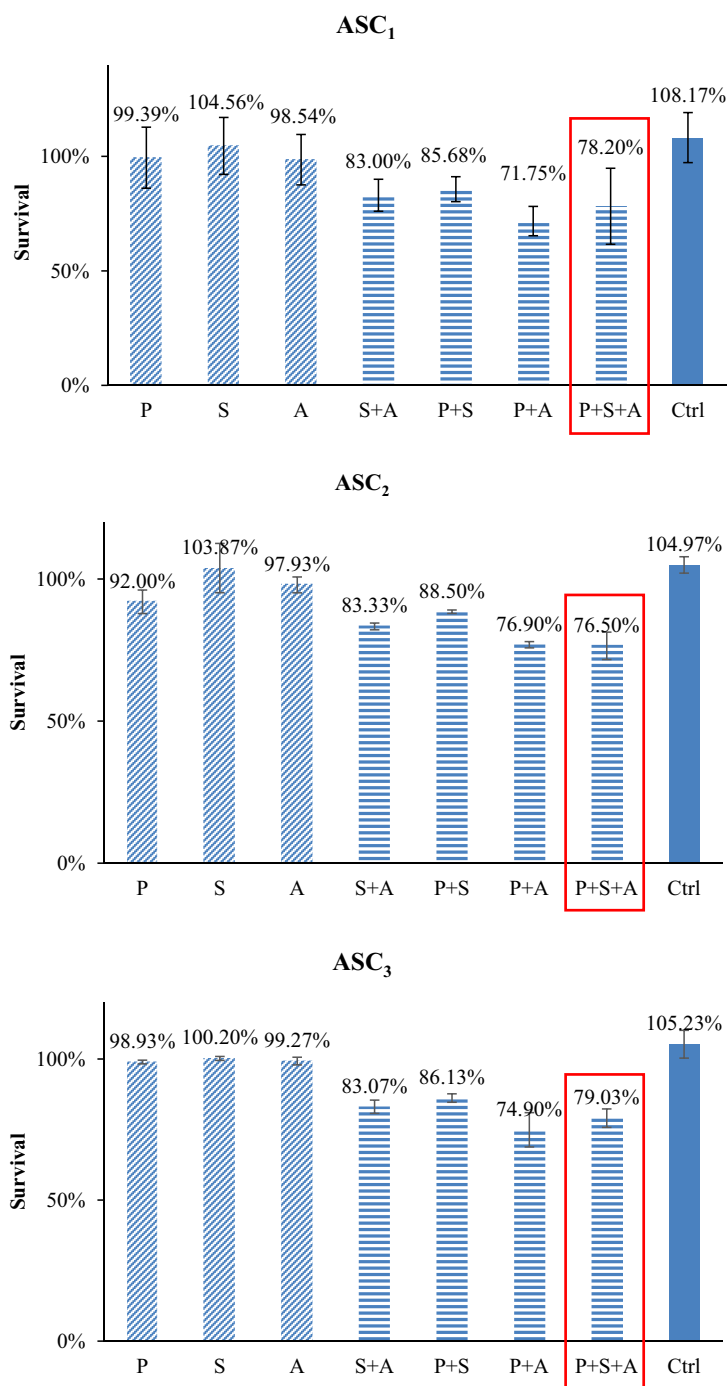 ASC₁
99.39% 104.56% 98.54% 83.00% 85.68% 71.75% 78.20% 108.17%
100%
50%
0%
Survival
P S A S+A P+S P+A P+S+A Ctrl
ASC₂
92.00% 103.87% 97.93% 83.33% 88.50% 76.90% 76.50% 104.97%
100%
50%
0%
Survival
P S A S+A P+S P+A P+S+A Ctrl
ASC₃
98.93% 100.20% 99.27% 83.07% 86.13% 74.90% 79.03% 105.23%
100%
50%
0%
Survival
P S A S+A P+S P+A P+S+A Ctrl